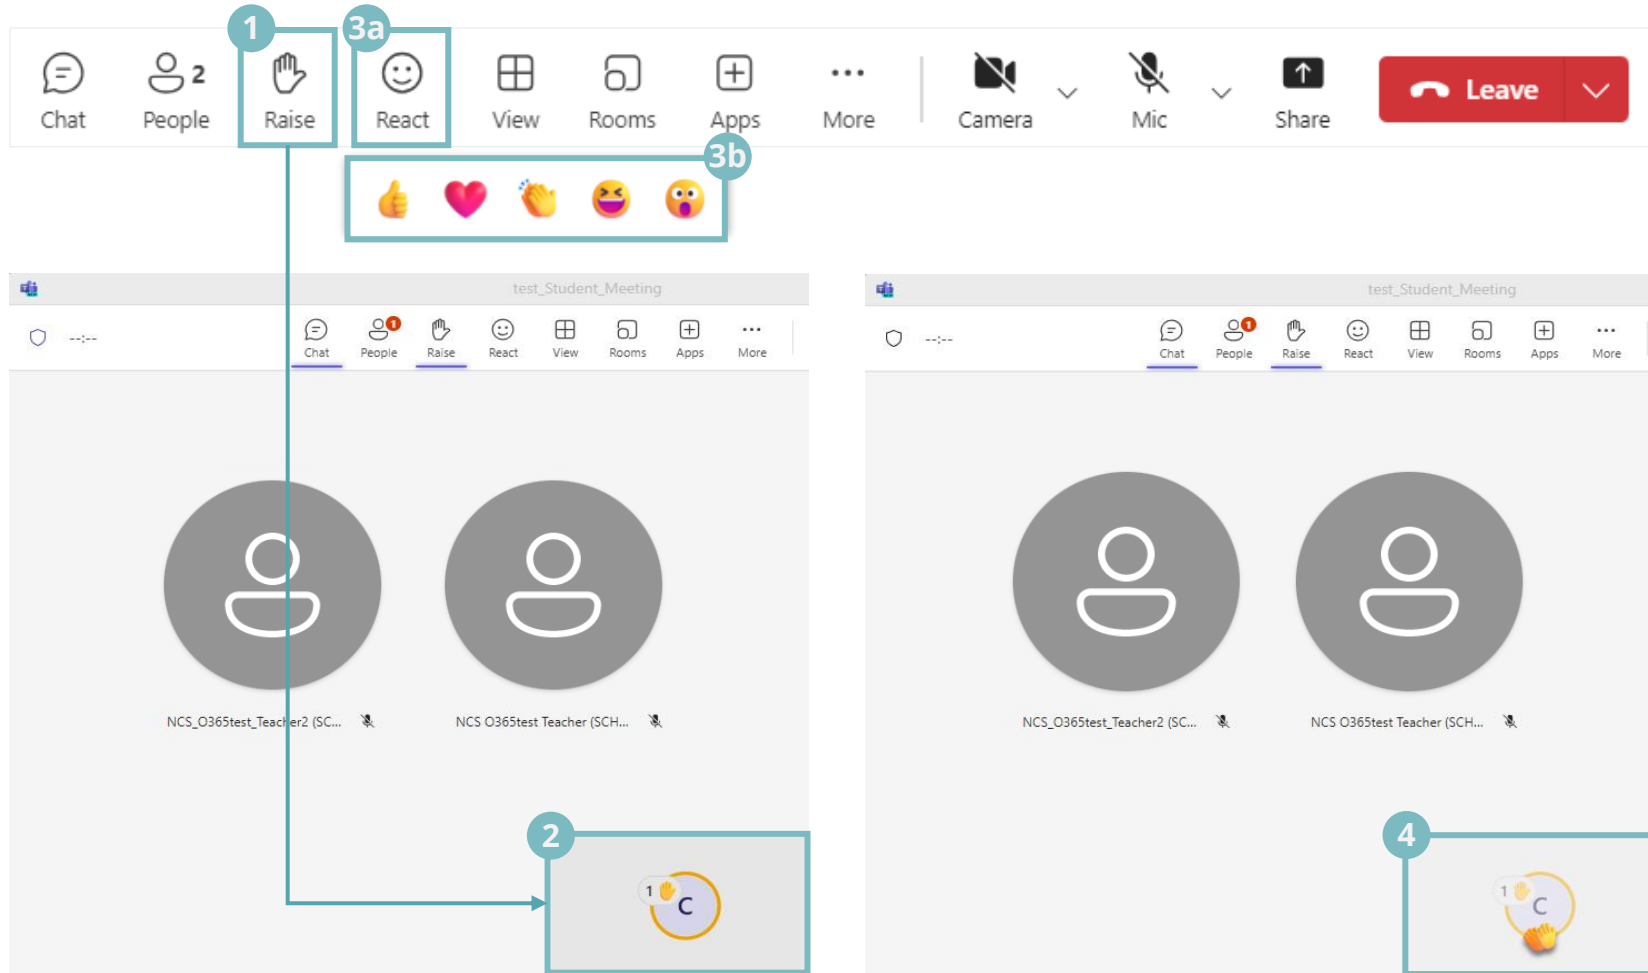 1
3a
2
Chat
People
Raise
React
View
Rooms
Apps
More
Camera
Mic
Share
Leave
3b
test_Student_Meeting
--:--
1
Chat
People
Raise
React
View
Rooms
Apps
More
NCS_O365test_Teacher2 (SC...
NCS O365test Teacher (SCH...
2
1
C
test_Student_Meeting
--:--
1
Chat
People
Raise
React
View
Rooms
Apps
More
NCS_O365test_Teacher2 (SC...
NCS O365test Teacher (SCH...
4
1
C